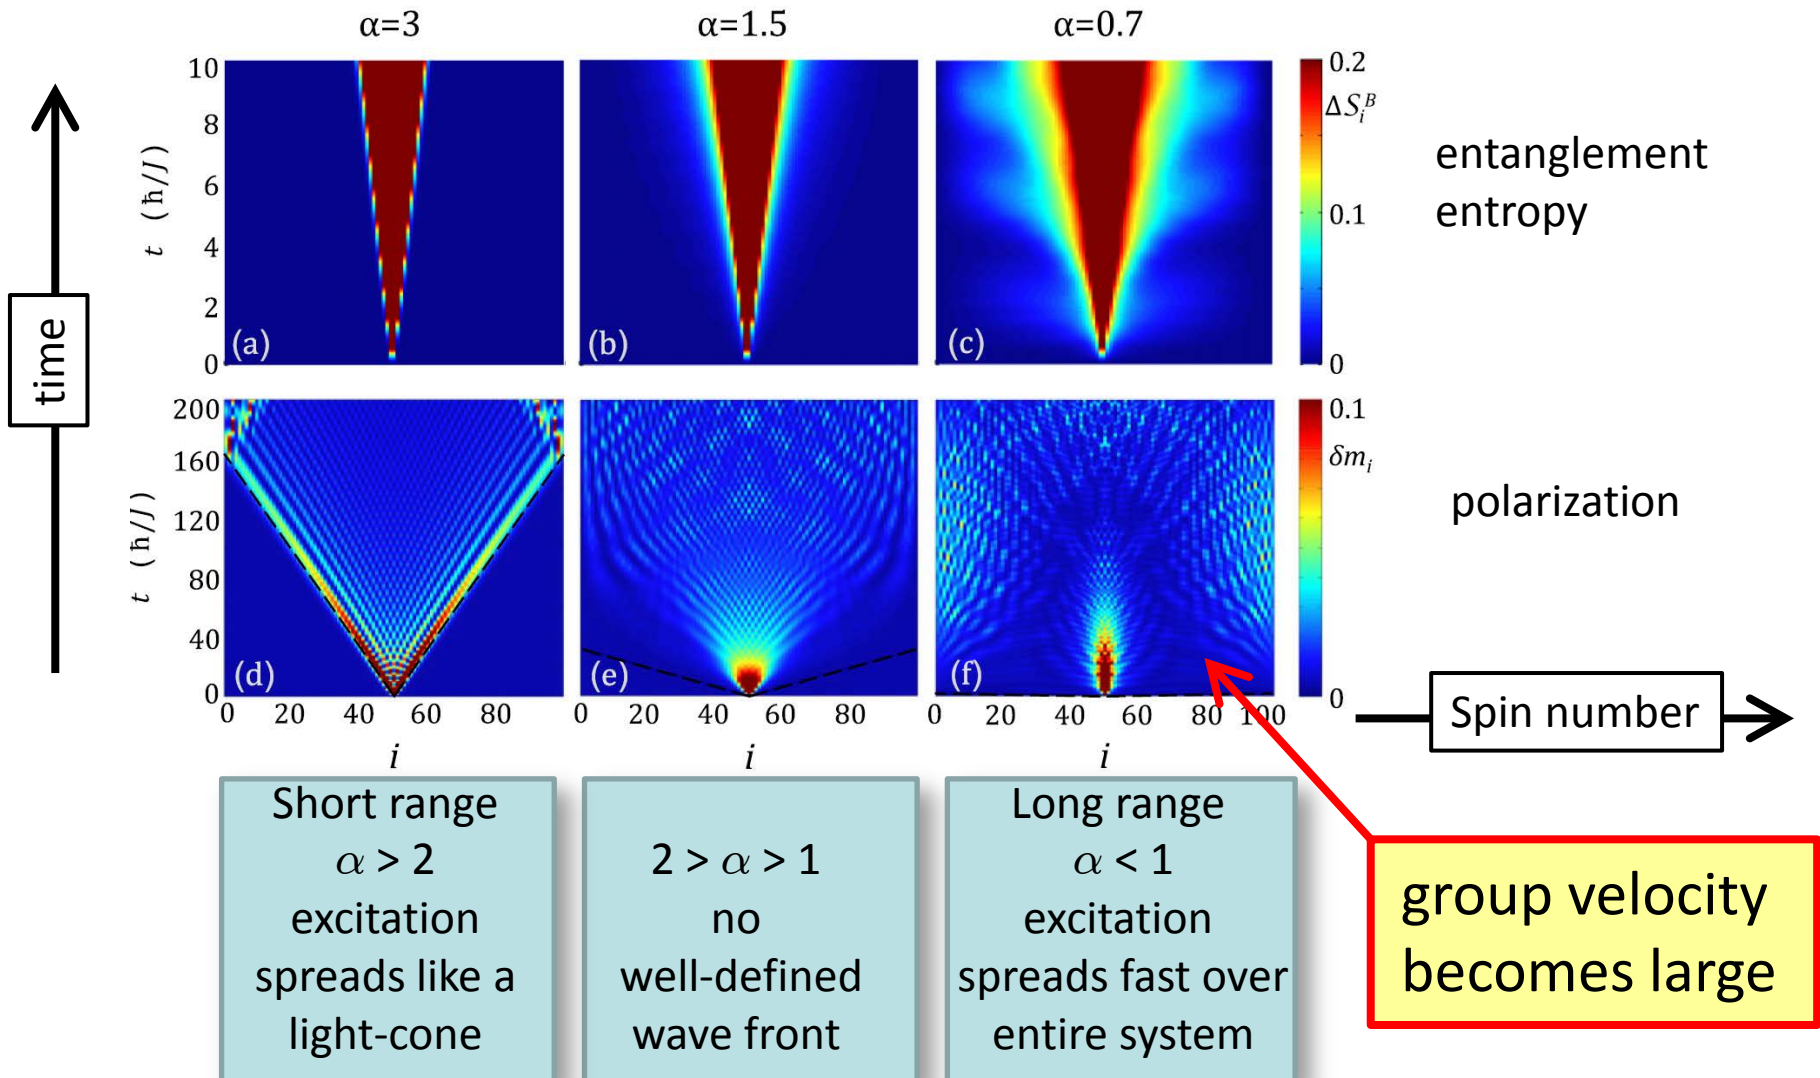 α=3 α=1.5 α=0.7
10
8
6
4
2
0
t (ħ/J)
(a)
(b)
(c)
0.2
ΔS_i^B
0.1
0
entanglement
entropy
time
200
160
120
80
40
0
t (ħ/J)
(d)
(e)
(f)
0.1
δm_i
0
polarization
0 20 40 60 80
0 20 40 60 80
0 20 40 60 80 100
i i i
Spin number
Short range
α > 2
excitation
spreads like a
light-cone
2 > α > 1
no
well-defined
wave front
Long range
α < 1
excitation
spreads fast over
entire system
group velocity
becomes large